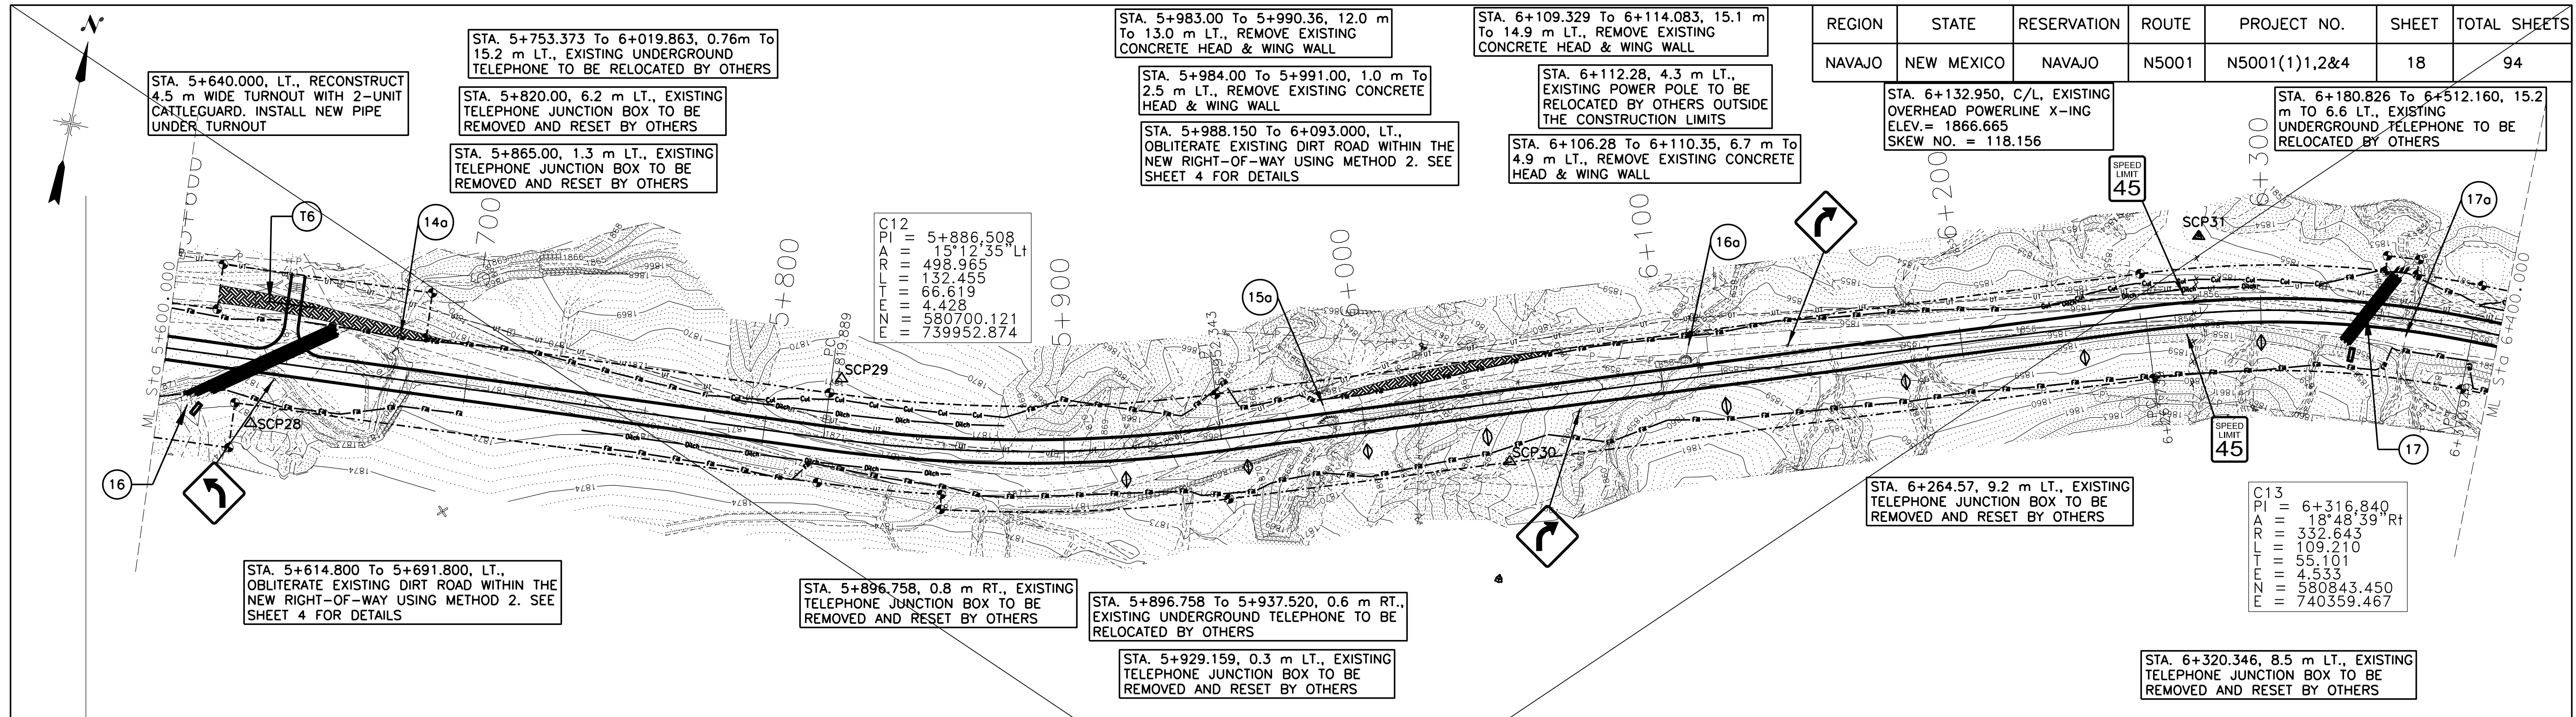 REGION STATE RESERVATION ROUTE PROJECT NO. SHEET TOTAL SHEETS
NAVAJO NEW MEXICO NAVAJO N5001 N5001(1)1,2&4 18 94
N
STA. 5+640.000, LT., RECONSTRUCT
4.5 m WIDE TURNOUT WITH 2-UNIT
CATTLEGUARD. INSTALL NEW PIPE
UNDER TURNOUT
STA. 5+753.373 To 6+019.863, 0.76m To
15.2 m LT., EXISTING UNDERGROUND
TELEPHONE TO BE RELOCATED BY OTHERS
STA. 5+820.00, 6.2 m LT., EXISTING
TELEPHONE JUNCTION BOX TO BE
REMOVED AND RESET BY OTHERS
STA. 5+865.00, 1.3 m LT., EXISTING
TELEPHONE JUNCTION BOX TO BE
REMOVED AND RESET BY OTHERS
STA. 5+983.00 To 5+990.36, 12.0 m
To 13.0 m LT., REMOVE EXISTING
CONCRETE HEAD & WING WALL
STA. 5+984.00 To 5+991.00, 1.0 m To
2.5 m LT., REMOVE EXISTING CONCRETE
HEAD & WING WALL
STA. 5+988.150 To 6+093.000, LT.,
OBLITERATE EXISTING DIRT ROAD WITHIN THE
NEW RIGHT-OF-WAY USING METHOD 2. SEE
SHEET 4 FOR DETAILS
STA. 6+109.329 To 6+114.083, 15.1 m
To 14.9 m LT., REMOVE EXISTING
CONCRETE HEAD & WING WALL
STA. 6+112.28, 4.3 m LT.,
EXISTING POWER POLE TO BE
RELOCATED BY OTHERS OUTSIDE
THE CONSTRUCTION LIMITS
STA. 6+106.28 To 6+110.35, 6.7 m To
4.9 m LT., REMOVE EXISTING CONCRETE
HEAD & WING WALL
STA. 6+132.950, C/L, EXISTING
OVERHEAD POWERLINE X-ING
ELEV.= 1866.665
SKEW NO. = 118.156
STA. 6+180.826 To 6+512.160, 15.2
m TO 6.6 LT., EXISTING
UNDERGROUND TELEPHONE TO BE
RELOCATED BY OTHERS
C12
PI = 5+886.508
A = 15°12'35"Lt
R = 498.965
L = 132.455
T = 66.619
E = 4.428
N = 580700.121
E = 739952.874
T6
14a
15a
16a
17a
SPEED
LIMIT
45
5+800
5+900
6+000
6+100
6+200
6+300
SCP28
SCP29
SCP30
SCP31
ML Sta 5+600.000
ML Sta 6+400.000
16
17
SPEED
LIMIT
45
STA. 5+614.800 To 5+691.800, LT.,
OBLITERATE EXISTING DIRT ROAD WITHIN THE
NEW RIGHT-OF-WAY USING METHOD 2. SEE
SHEET 4 FOR DETAILS
STA. 5+896.758, 0.8 m RT., EXISTING
TELEPHONE JUNCTION BOX TO BE
REMOVED AND RESET BY OTHERS
STA. 5+896.758 To 5+937.520, 0.6 m RT.,
EXISTING UNDERGROUND TELEPHONE TO BE
RELOCATED BY OTHERS
STA. 5+929.159, 0.3 m LT., EXISTING
TELEPHONE JUNCTION BOX TO BE
REMOVED AND RESET BY OTHERS
STA. 6+264.57, 9.2 m LT., EXISTING
TELEPHONE JUNCTION BOX TO BE
REMOVED AND RESET BY OTHERS
C13
PI = 6+316.840
A = 18°48'39"Rt
R = 332.643
L = 109.210
T = 55.101
E = 4.533
N = 580843.450
E = 740359.467
STA. 6+320.346, 8.5 m LT., EXISTING
TELEPHONE JUNCTION BOX TO BE
REMOVED AND RESET BY OTHERS